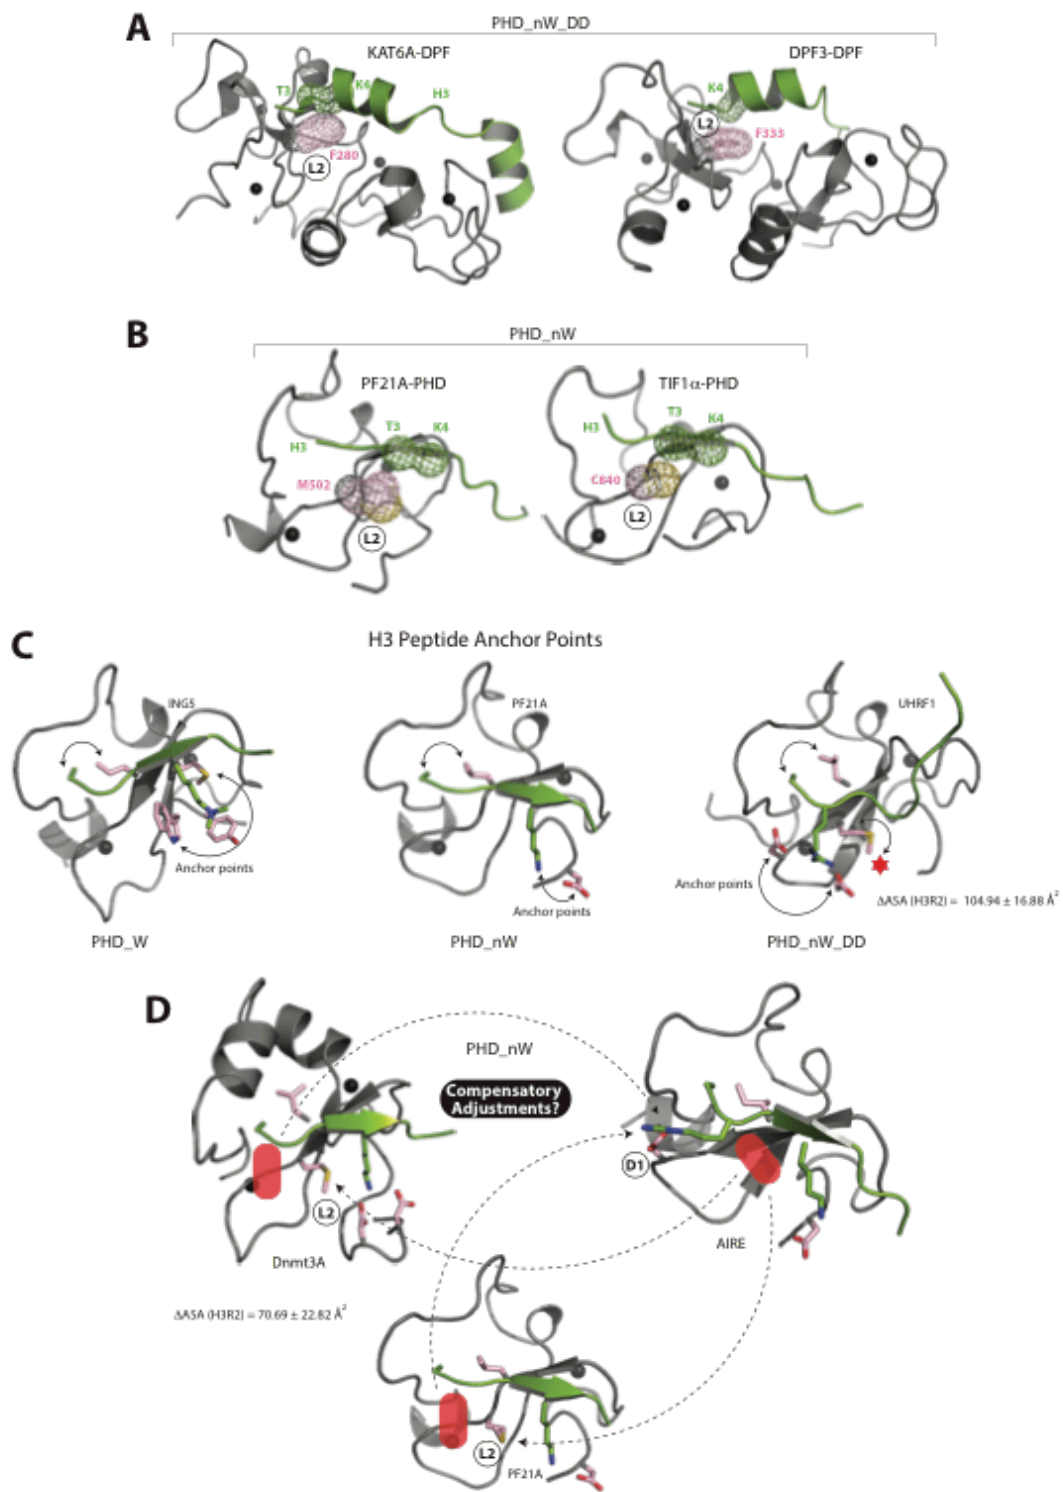 A
PHD_nW_DD
KAT6A-DPF
DPF3-DPF
T3
K4
H3
F280
L2
K4
L2
F333
B
PHD_nW
PF21A-PHD
TIF1α-PHD
H3
T3
K4
M502
L2
H3
T3
K4
C840
L2
C
H3 Peptide Anchor Points
ING5
PF21A
UHRF1
Anchor points
Anchor points
Anchor points
ΔASA (H3R2) = 104.94 ± 16.88 Å²
PHD_W
PHD_nW
PHD_nW_DD
D
PHD_nW
Compensatory
Adjustments?
D1
L2
AIRE
Dnmt3A
ΔASA (H3R2) = 70.69 ± 22.82 Å²
L2
PF21A